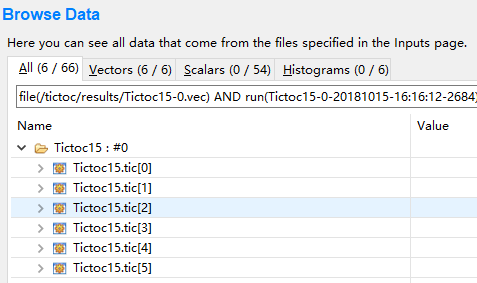 Browse Data
Here you can see all data that come from the files specified in the Inputs page.
All (6 / 66) Vectors (6 / 6) Scalars (0 / 54) Histograms (0 / 6)
file(/tictoc/results/Tictoc15-0.vec) AND run(Tictoc15-0-20181015-16:16:12-2684)
Name Value
Tictoc15 : #0
Tictoc15.tic[0]
Tictoc15.tic[1]
Tictoc15.tic[2]
Tictoc15.tic[3]
Tictoc15.tic[4]
Tictoc15.tic[5]